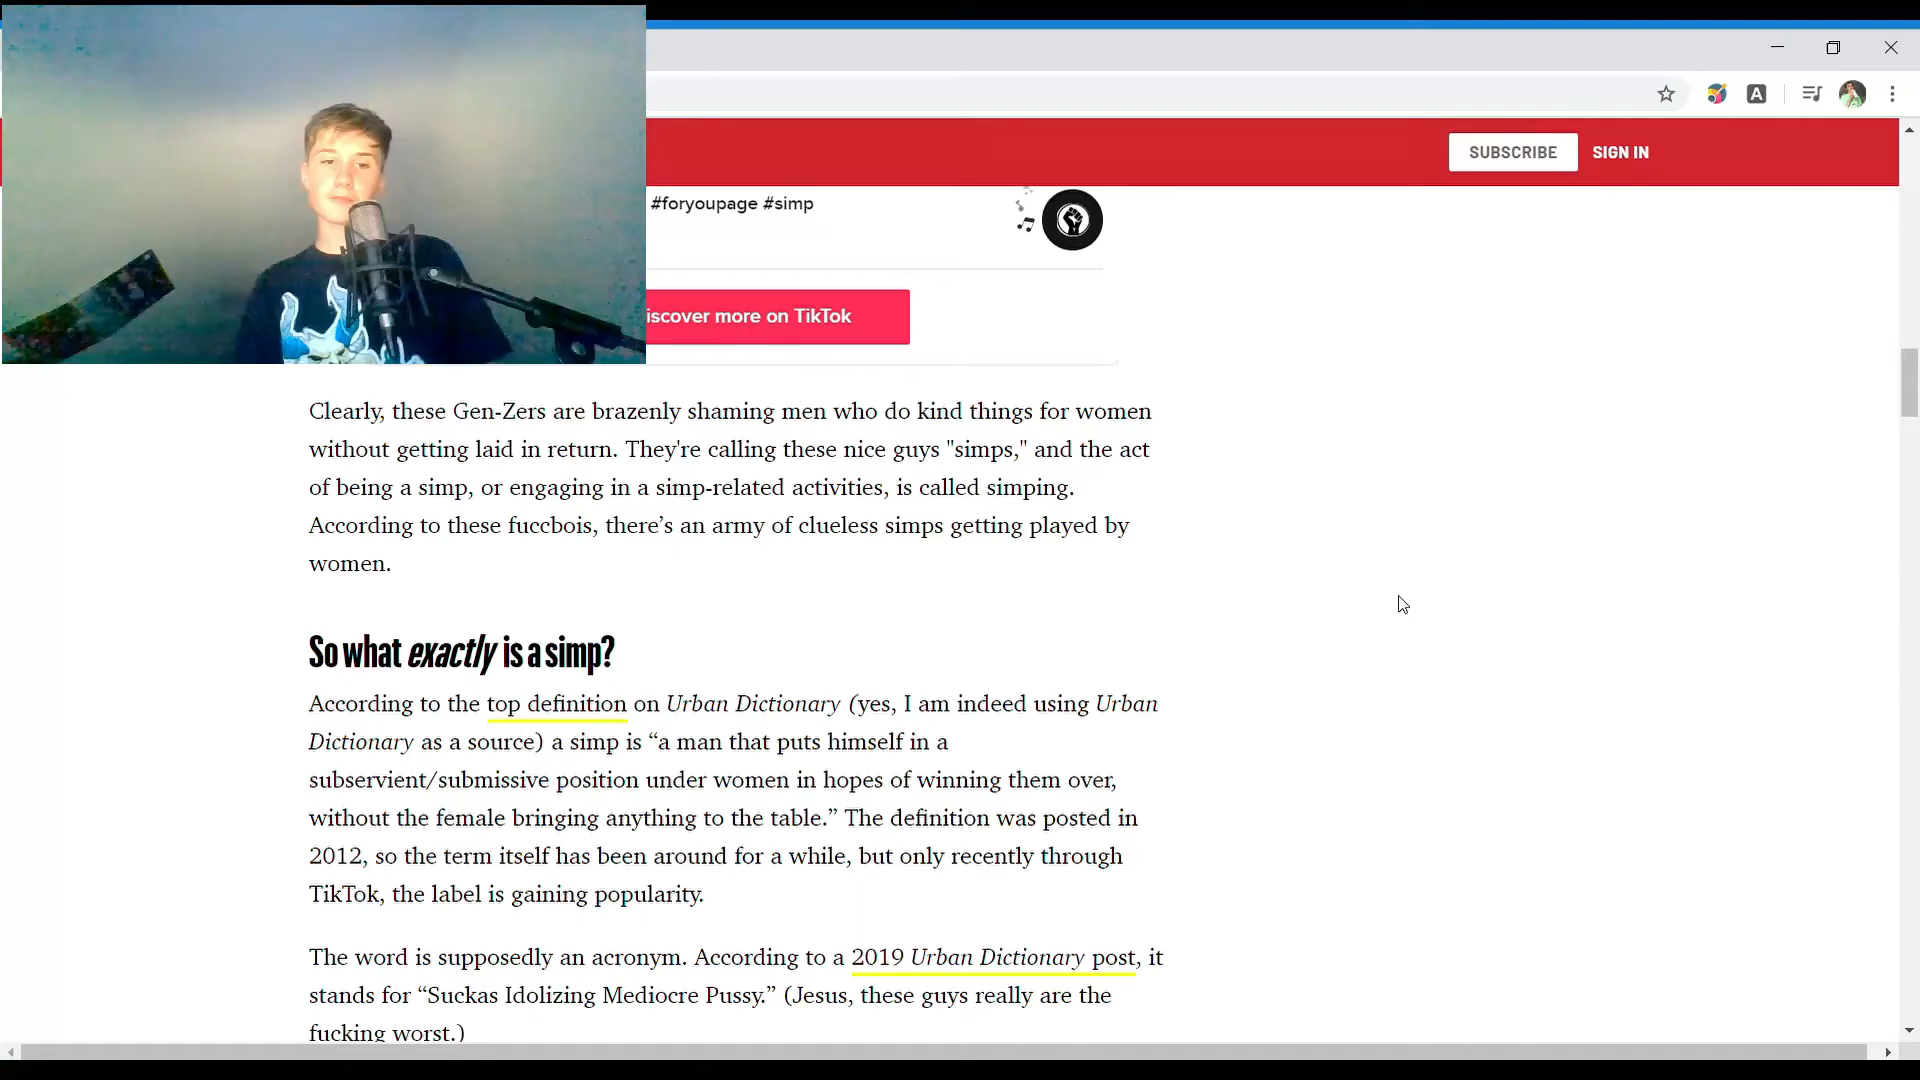 SUBSCRIBE
SIGN IN
A
#foryoupage #simp
iscover more on TikTok
Clearly, these Gen-Zers are brazenly shaming men who do kind things for women
without getting laid in return. They're calling these nice guys "simps," and the act
of being a simp, or engaging in a simp-related activities, is called simping.
According to these fuccbois, there’s an army of clueless simps getting played by
women.
So what exactly is a simp?
According to the top definition on Urban Dictionary (yes, I am indeed using Urban
Dictionary as a source) a simp is “a man that puts himself in a
subservient/submissive position under women in hopes of winning them over,
without the female bringing anything to the table.” The definition was posted in
2012, so the term itself has been around for a while, but only recently through
TikTok, the label is gaining popularity.
The word is supposedly an acronym. According to a 2019 Urban Dictionary post, it
stands for “Suckas Idolizing Mediocre Pussy.” (Jesus, these guys really are the
fucking worst.)